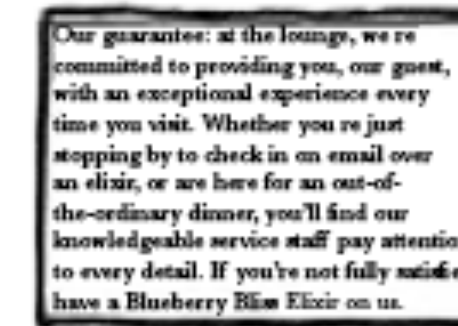 Our guarantee: at the lounge, we re
committed to providing you, our guest,
with an exceptional experience every
time you visit. Whether you re just
stopping by to check in on email over
an elixir, or are here for an out-of-
the-ordinary dinner, you'll find our
knowledgeable service staff pay attentio
to every detail. If you're not fully satisfie
have a Blueberry Bliss Elixir on us.